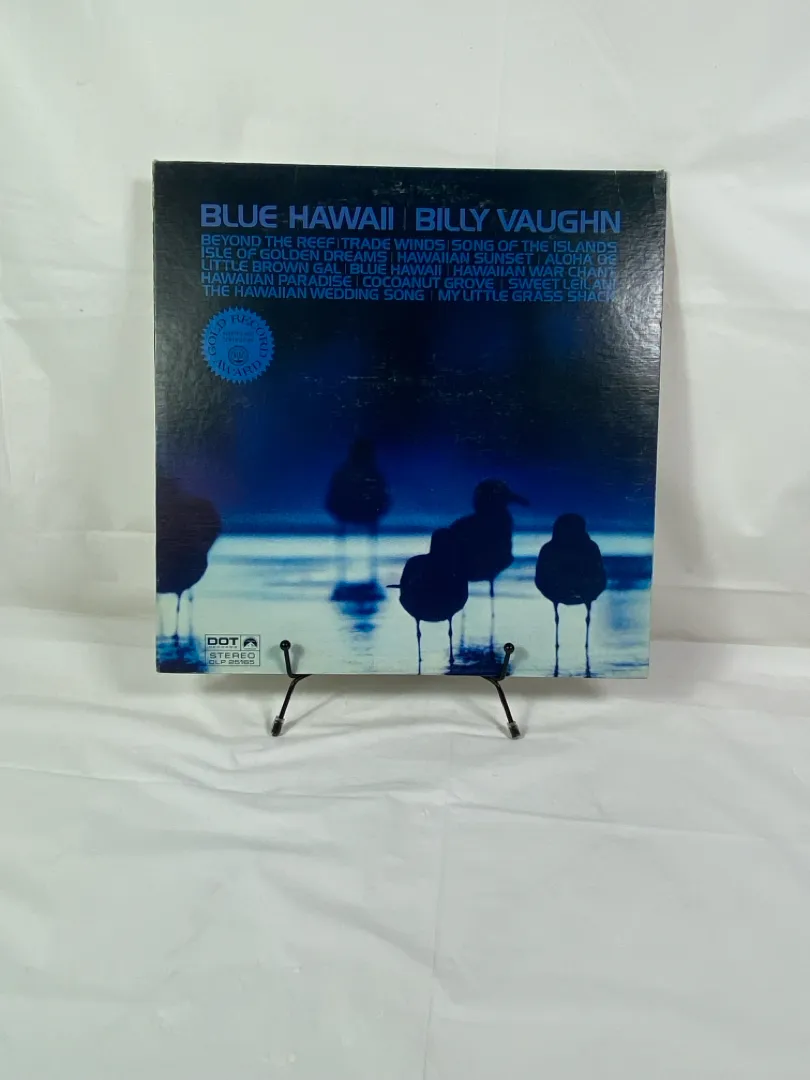 BLUE HAWAII | BILLY VAUGHN
BEYOND THE REEF | TRADE WINDS | SONG OF THE ISLANDS
ISLE OF GOLDEN DREAMS | HAWAIIAN SUNSET | ALOHA OE
LITTLE BROWN GAL | BLUE HAWAII | HAWAIIAN WAR CHANT
HAWAIIAN PARADISE | COCOANUT GROVE | SWEET LEILANI
THE HAWAIIAN WEDDING SONG | MY LITTLE GRASS SHACK
GOLD RECORD
AWARD
DOT
STEREO
DLP 25165